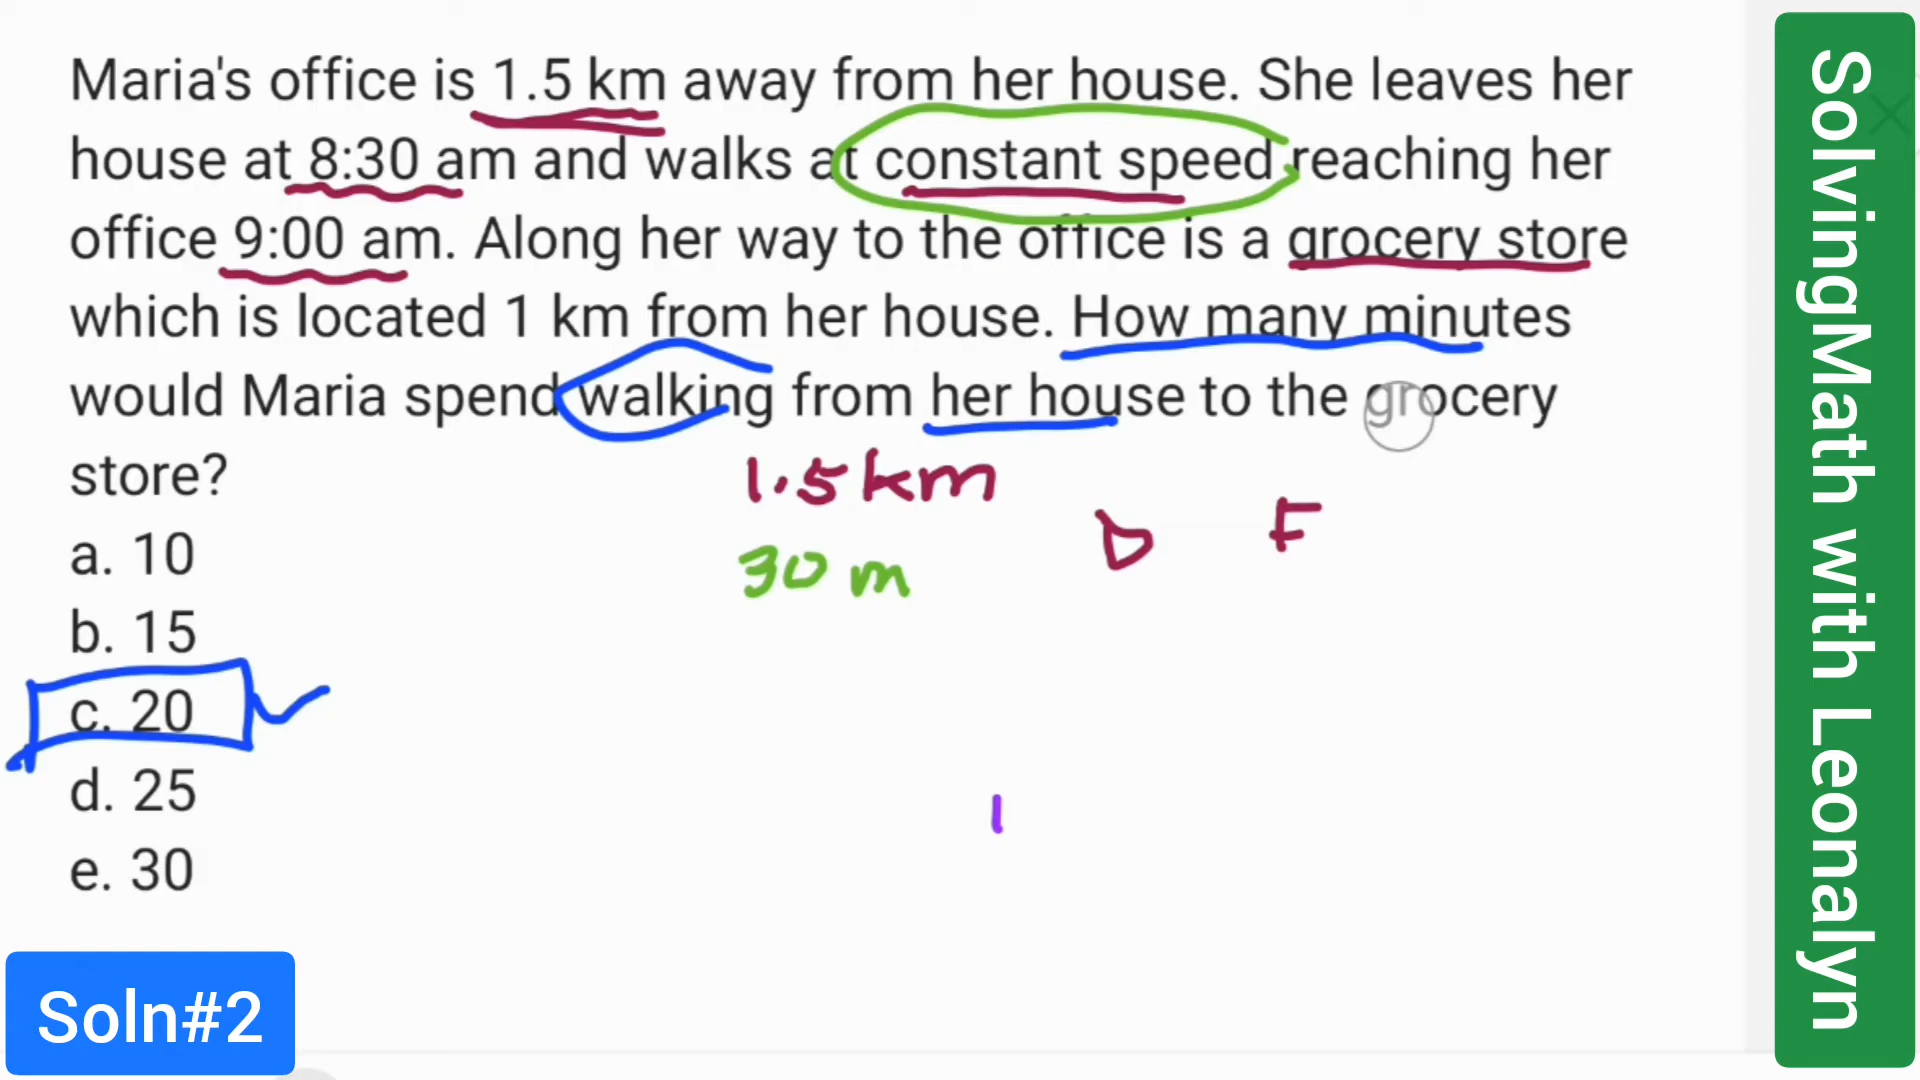 Maria's office is 1.5 km away from her house. She leaves her
house at 8:30 am and walks at constant speed reaching her
office 9:00 am. Along her way to the office is a grocery store
which is located 1 km from her house. How many minutes
would Maria spend walking from her house to the grocery
store?
1.5 km
D F
30 m
a. 10
b. 15
c. 20
d. 25
1
e. 30
Soln#2
SolvingMath with Leonalyn